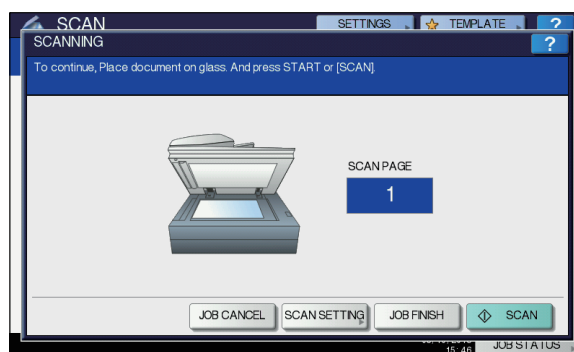 SCAN
SETTINGS
TEMPLATE
?
SCANNING
?
To continue, Place document on glass. And press START or [SCAN].
SCAN PAGE
1
JOB CANCEL
SCAN SETTING
JOB FINISH
SCAN
15:46
JOB STATUS